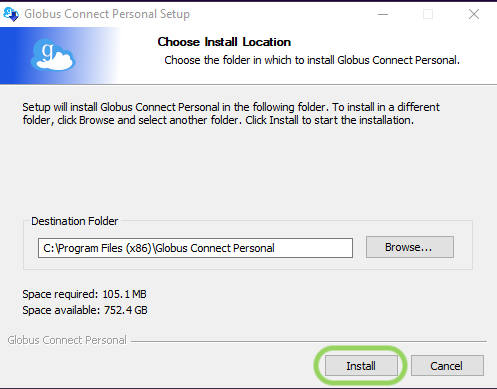 Globus Connect Personal Setup
g
Choose Install Location
Choose the folder in which to install Globus Connect Personal.
Setup will install Globus Connect Personal in the following folder. To install in a different
folder, click Browse and select another folder. Click Install to start the installation.
Destination Folder
C:\Program Files (x86)\Globus Connect Personal
Browse...
Space required: 105.1 MB
Space available: 752.4 GB
Globus Connect Personal
Install
Cancel